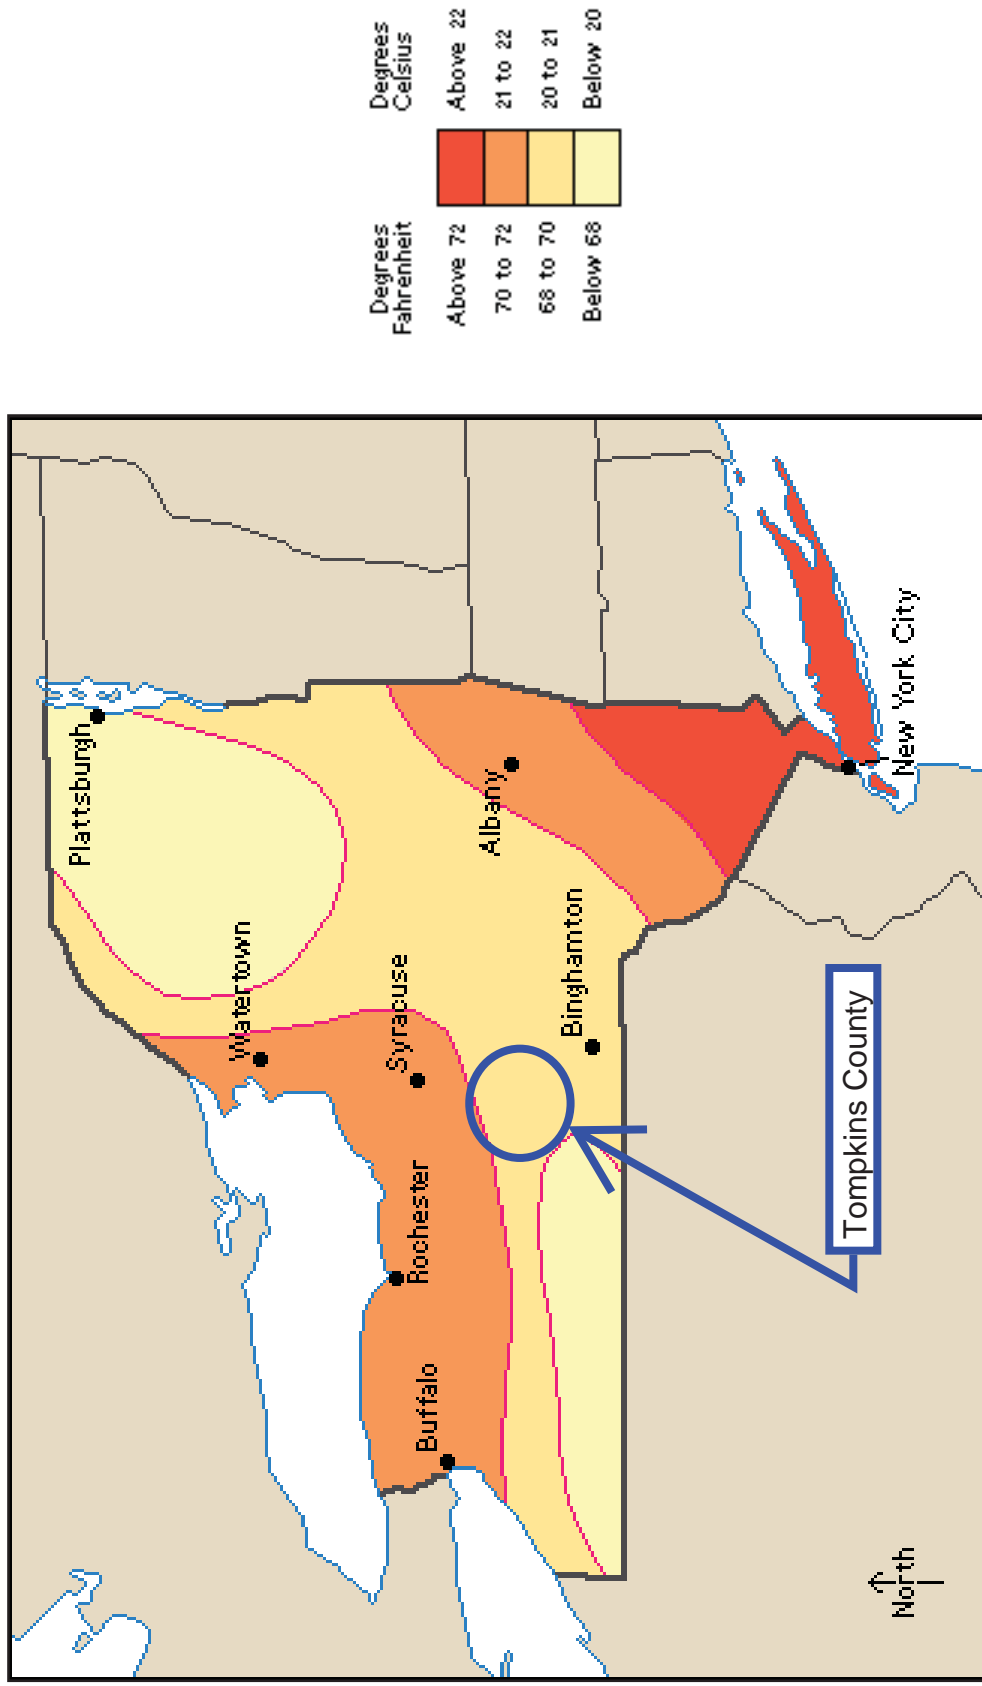 Plattsburgh
Watertown
Syracuse
Albany
Rochester
Buffalo
Binghamton
New York City
Tompkins County
North
Degrees
Fahrenheit
Degrees
Celsius
Above 72
Above 22
70 to 72
21 to 22
68 to 70
20 to 21
Below 68
Below 20